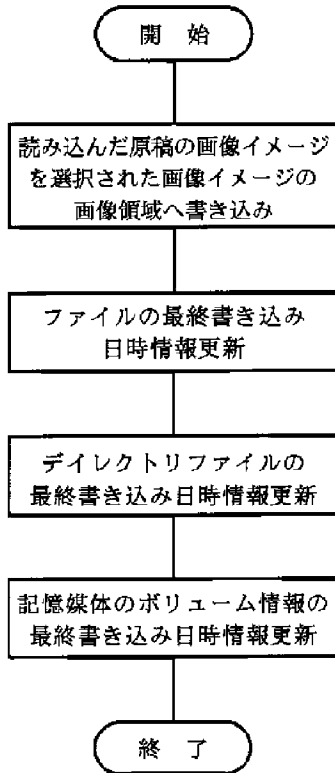 開 始
読み込んだ原稿の画像イメージ
を選択された画像イメージの
画像領域へ書き込み
ファイルの最終書き込み
日時情報更新
デイレクトリファイルの
最終書き込み日時情報更新
記憶媒体のボリューム情報の
最終書き込み日時情報更新
終 了